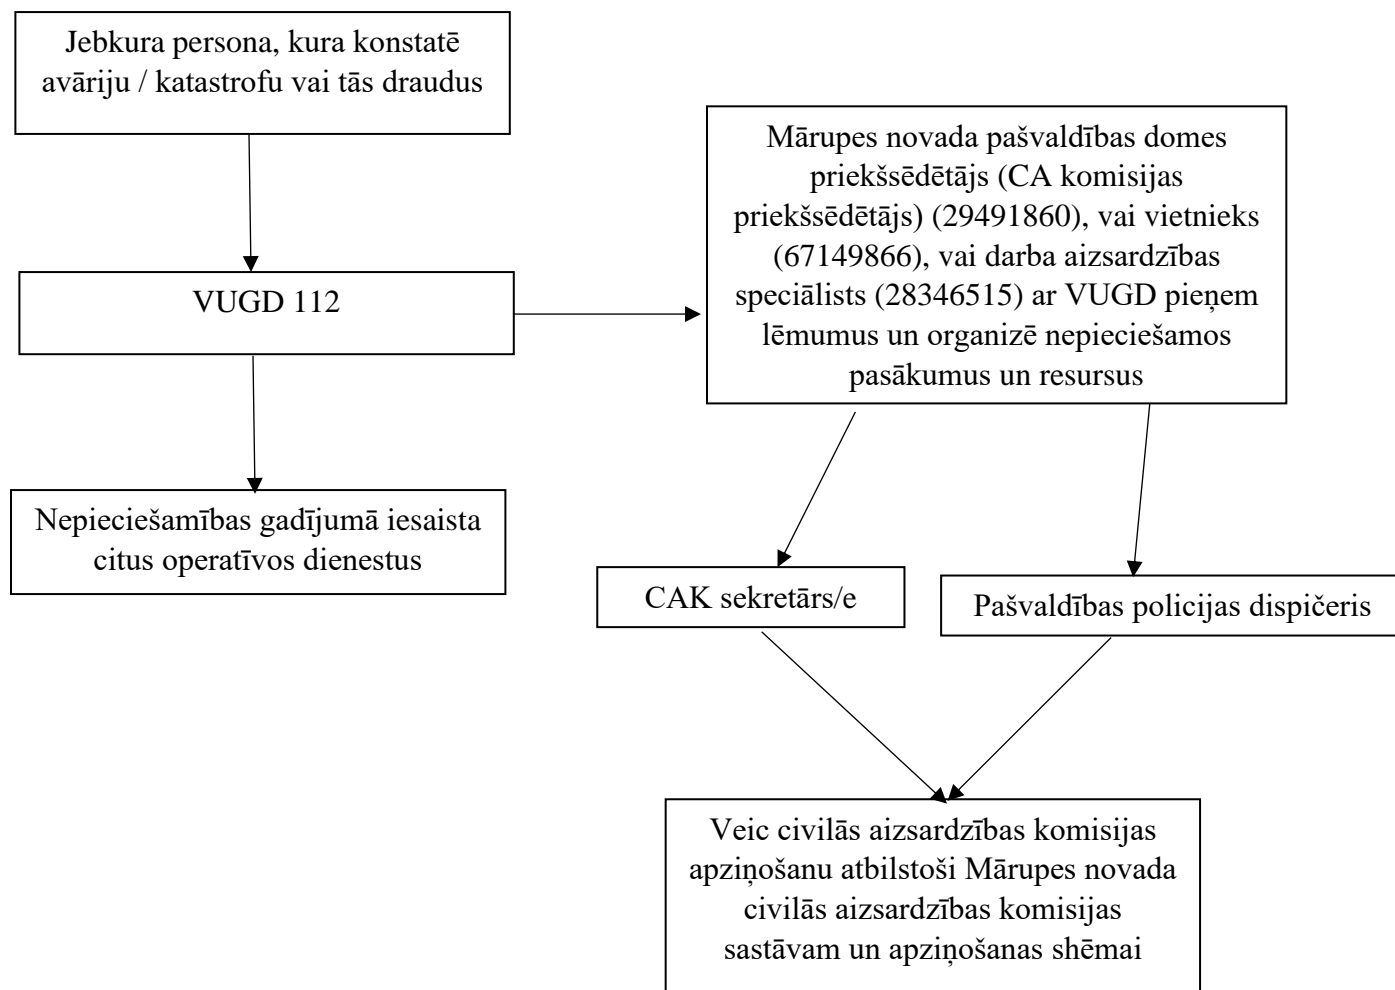 Jebkura persona, kura konstatē
avāriju / katastrofu vai tās draudus
Mārupes novada pašvaldības domes
priekšsēdētājs (CA komisijas
priekšsēdētājs) (29491860), vai vietnieks
(67149866), vai darba aizsardzības
speciālists (28346515) ar VUGD pieņem
lēmumus un organizē nepieciešamos
pasākumus un resursus
VUGD 112
Nepieciešamības gadījumā iesaista
citus operatīvos dienestus
CAK sekretārs/e
Pašvaldības policijas dispičeris
Veic civilās aizsardzības komisijas
apziņošanu atbilstoši Mārupes novada
civilās aizsardzības komisijas
sastāvam un apziņošanas shēmai